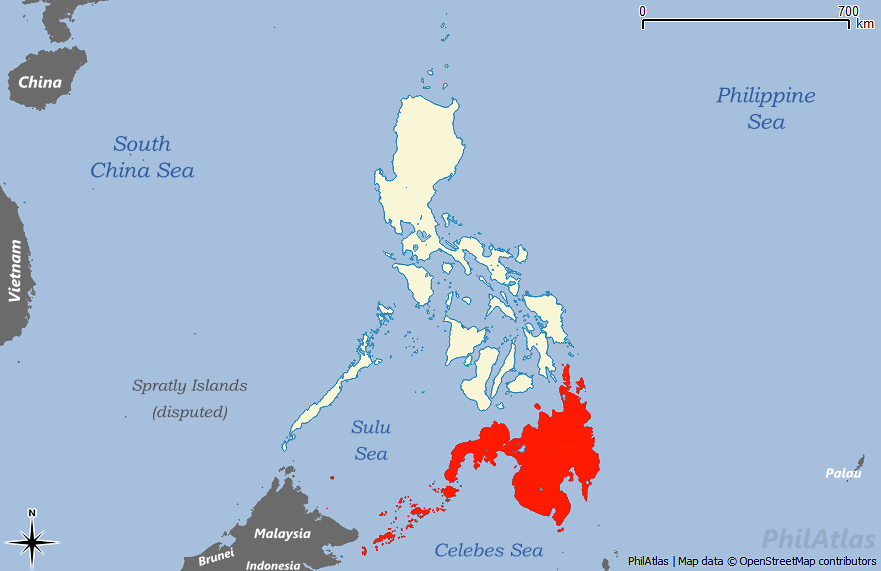 0 700
km
China
Philippine
Sea
South
China Sea
Vietnam
Spratly Islands
(disputed)
Sulu
Sea
Palau
N
Malaysia
Brunei
Indonesia
Celebes Sea
PhilAtlas
PhilAtlas | Map data © OpenStreetMap contributors